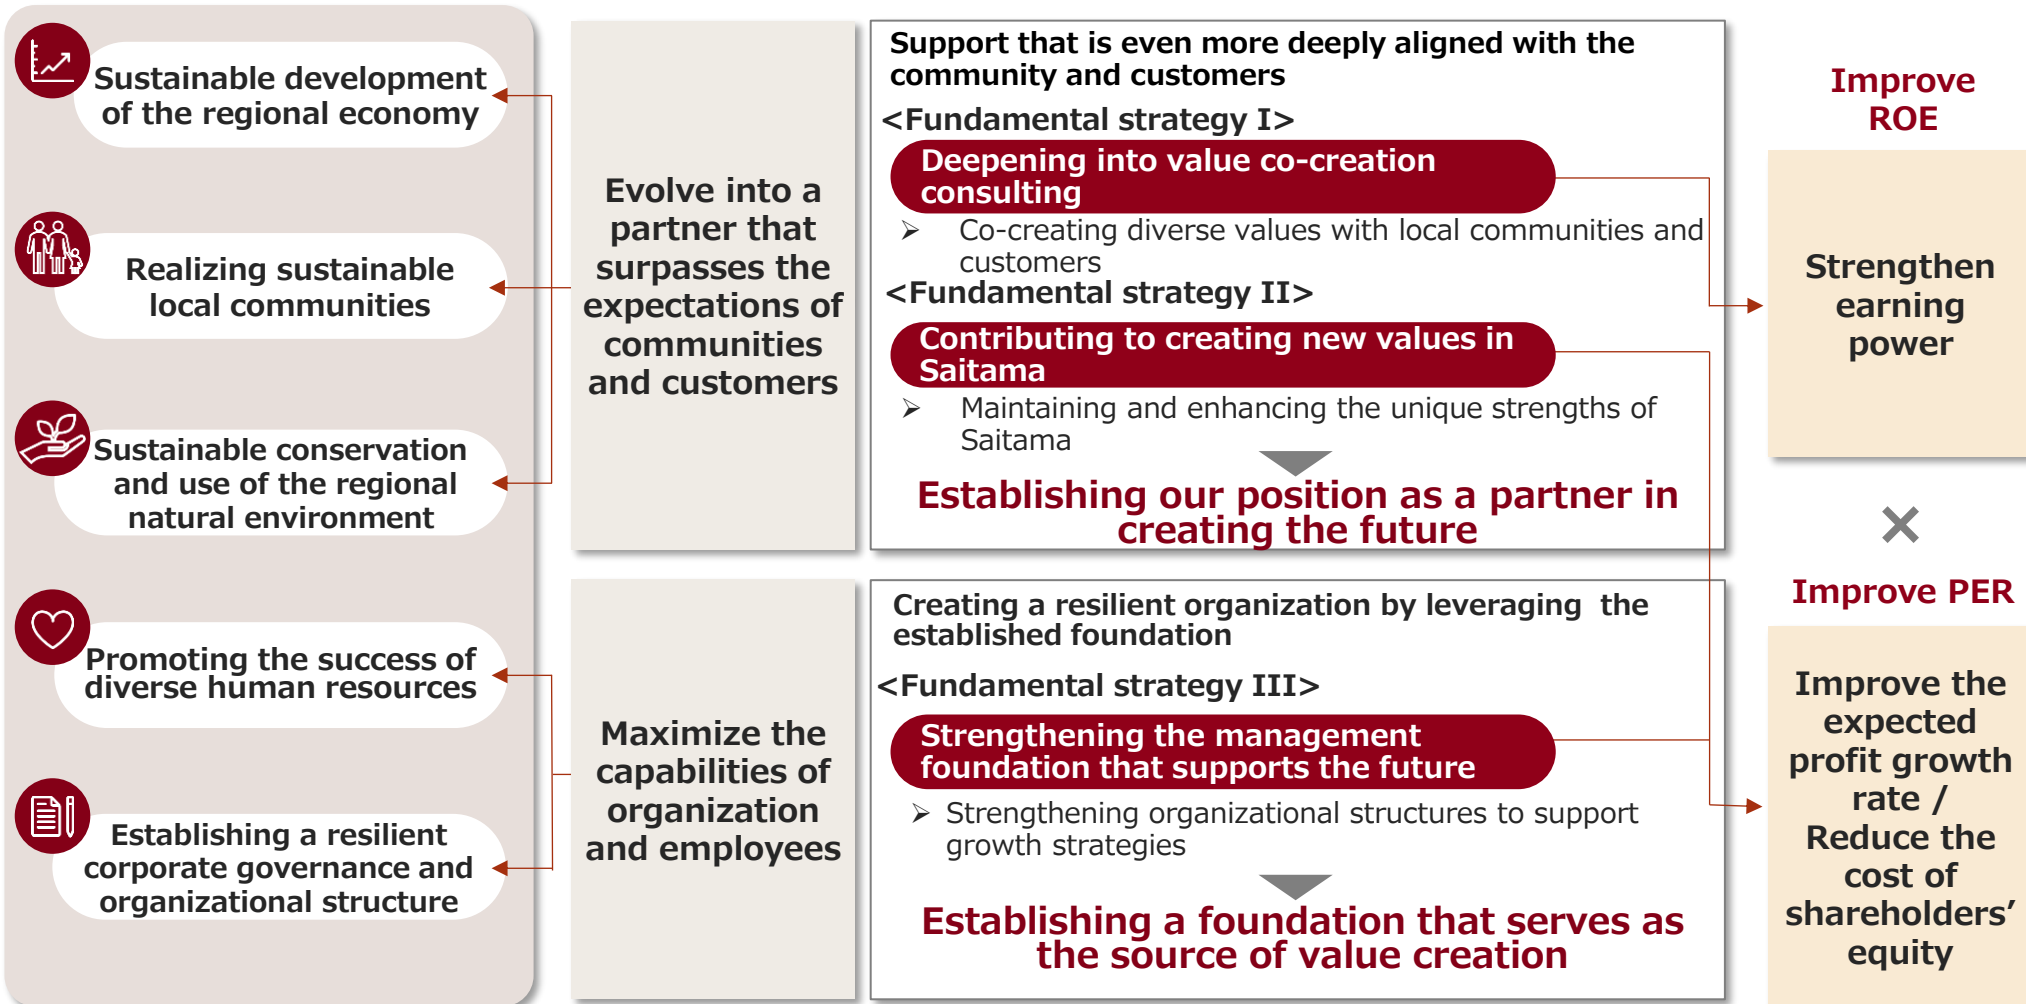 Sustainable development
of the regional economy
Realizing sustainable
local communities
Sustainable conservation
and use of the regional
natural environment
Promoting the success of
diverse human resources
Establishing a resilient
corporate governance and
organizational structure
Evolve into a
partner that
surpasses the
expectations of
communities
and customers
Maximize the
capabilities of
organization
and employees
Support that is even more deeply aligned with the
community and customers
<Fundamental strategy I>
Deepening into value co-creation
consulting
➢ Co-creating diverse values with local communities and
customers
<Fundamental strategy II>
Contributing to creating new values in
Saitama
➢ Maintaining and enhancing the unique strengths of
Saitama
Establishing our position as a partner in
creating the future
Creating a resilient organization by leveraging the
established foundation
<Fundamental strategy III>
Strengthening the management
foundation that supports the future
➢ Strengthening organizational structures to support
growth strategies
Establishing a foundation that serves as
the source of value creation
Improve
ROE
Strengthen
earning
power
×
Improve PER
Improve the
expected
profit growth
rate /
Reduce the
cost of
shareholders’
equity